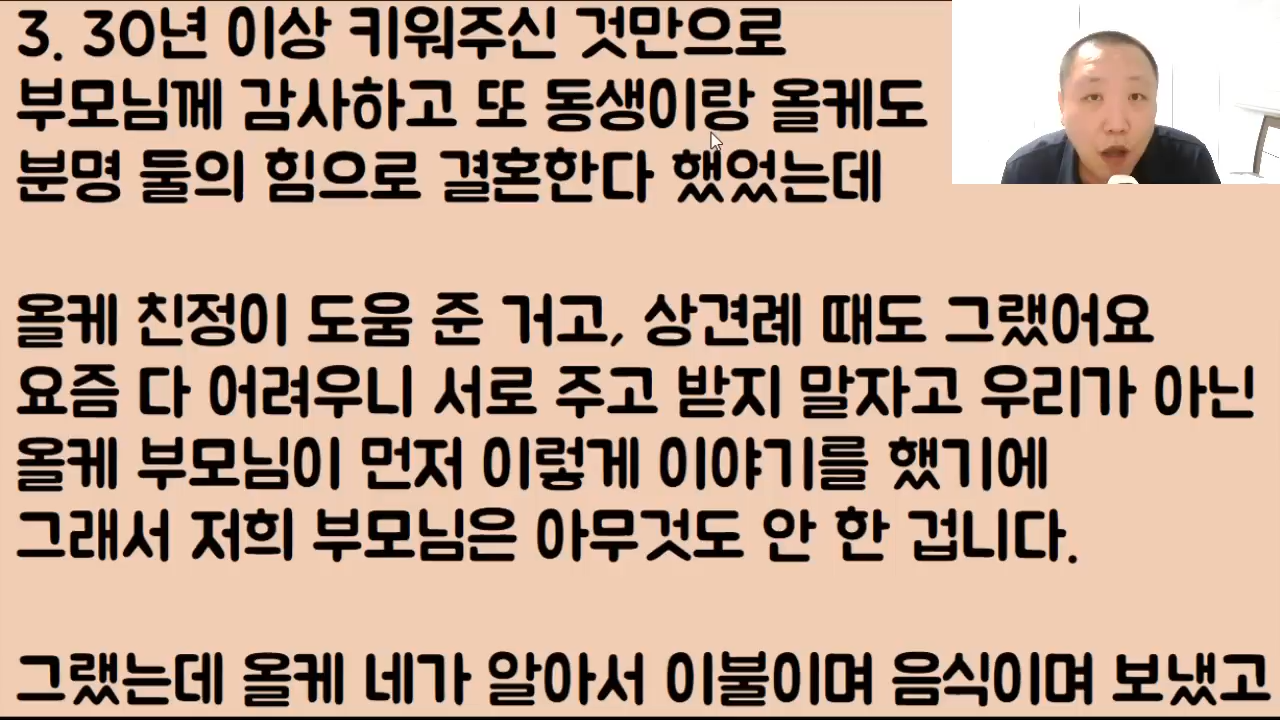 3. 30년 이상 키워주신 것만으로
부모님께 감사하고 또 동생이랑 올케도
분명 둘의 힘으로 결혼한다 했었는데
올케 친정이 도움 준 거고, 상견례 때도 그랬어요
요즘 다 어려우니 서로 주고 받지 말자고 우리가 아닌
올케 부모님이 먼저 이렇게 이야기를 했기에
그래서 저희 부모님은 아무것도 안 한 겁니다.
그랬는데 올케 네가 알아서 이불이며 음식이며 보냈고